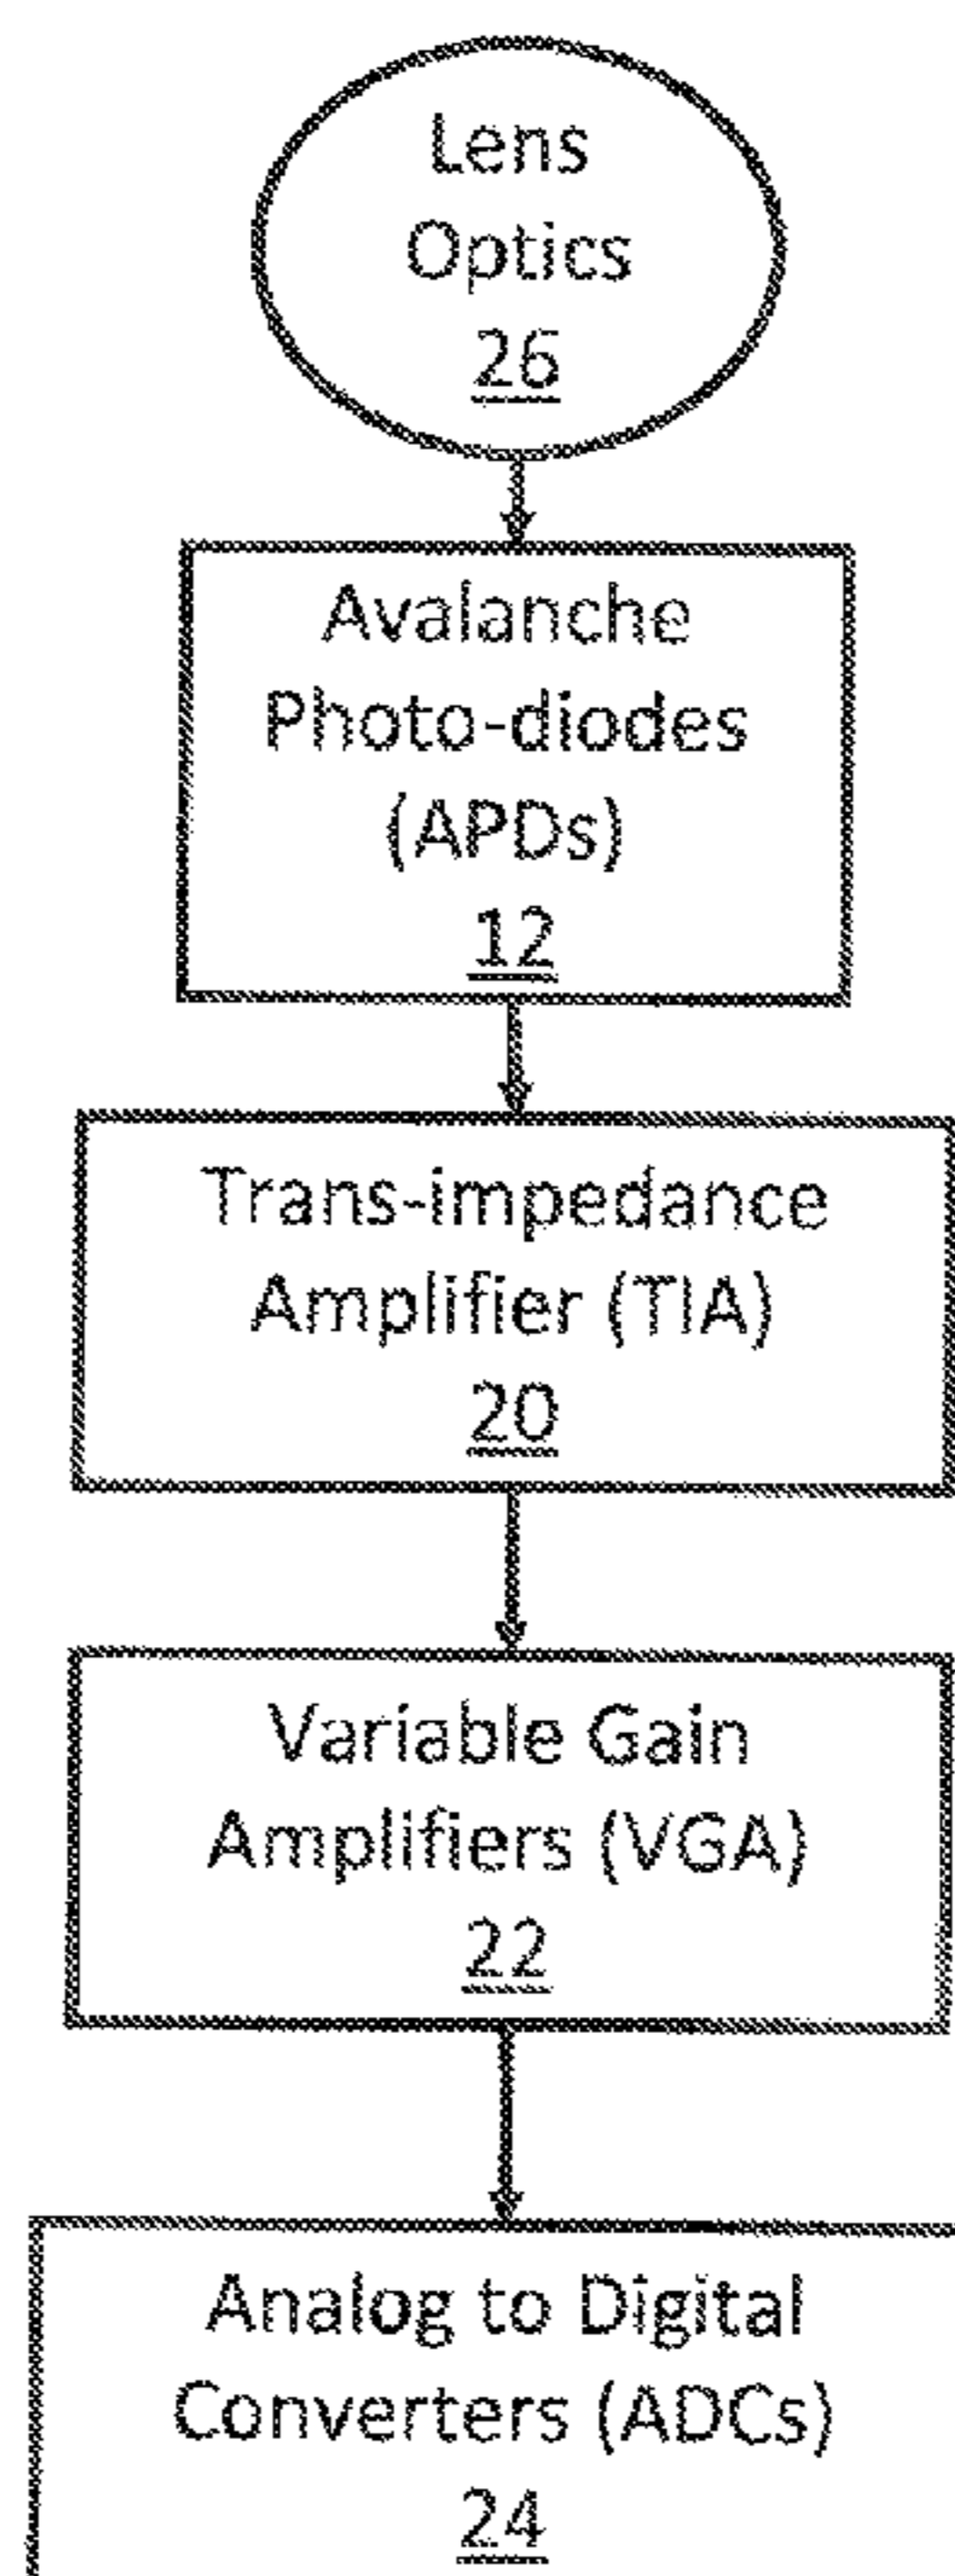 Lens
Optics
26
Avalanche
Photo-diodes
(APDs)
12
Trans-impedance
Amplifier (TIA)
20
Variable Gain
Amplifiers (VGA)
22
Analog to Digital
Converters (ADCs)
24